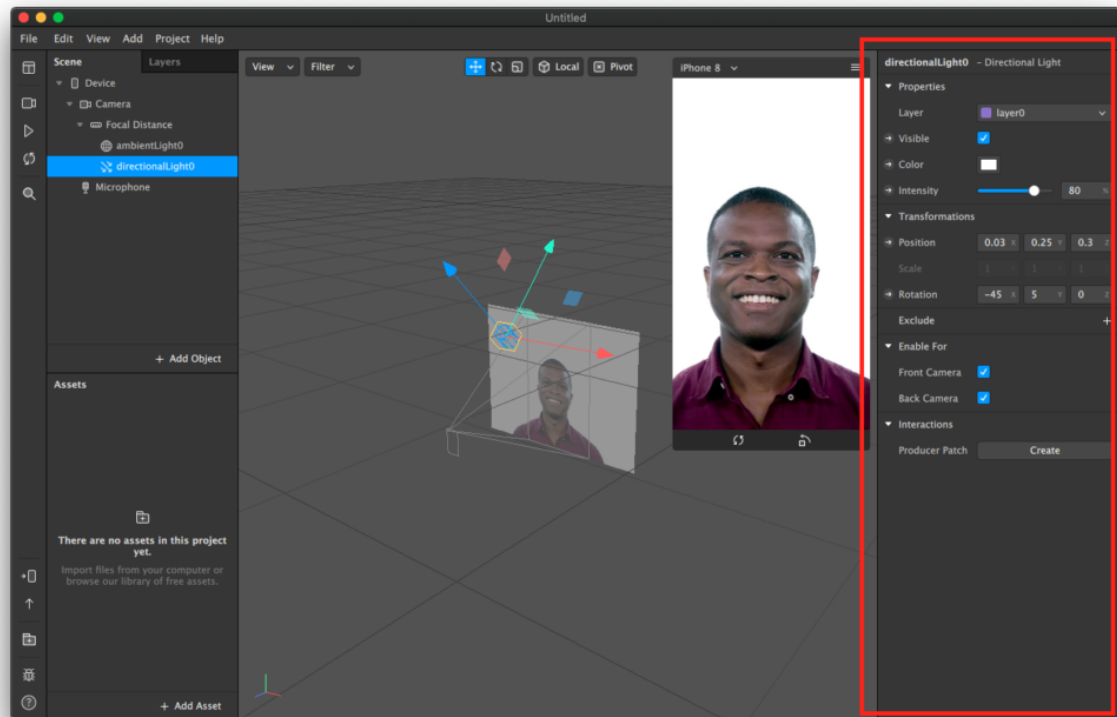 Untitled
File Edit View Add Project Help
Scene Layers
Device
Camera
Focal Distance
ambientLight0
directionalLight0
Microphone
+ Add Object
Assets
There are no assets in this project
yet.
Import files from your computer or
browse our library of free assets.
+ Add Asset
View Filter Local Pivot
iPhone 8
directionalLight0 – Directional Light
Properties
Layer layer0
Visible
Color
Intensity 80 %
Transformations
Position 0.03 X 0.25 Y 0.3 Z
Scale 1 1 1
Rotation −45 X 5 Y 0 Z
Exclude +
Enable For
Front Camera
Back Camera
Interactions
Producer Patch Create